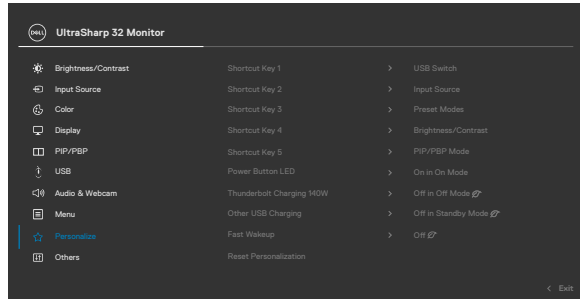 DELL UltraSharp 32 Monitor
Brightness/Contrast Shortcut Key 1 > USB Switch
Input Source Shortcut Key 2 > Input Source
Color Shortcut Key 3 > Preset Modes
Display Shortcut Key 4 > Brightness/Contrast
PIP/PBP Shortcut Key 5 > PIP/PBP Mode
USB Power Button LED > On in On Mode
Audio & Webcam Thunderbolt Charging 140W > Off in Off Mode
Menu Other USB Charging > Off in Standby Mode
Personalize Fast Wakeup > Off
Others Reset Personalization
< Exit